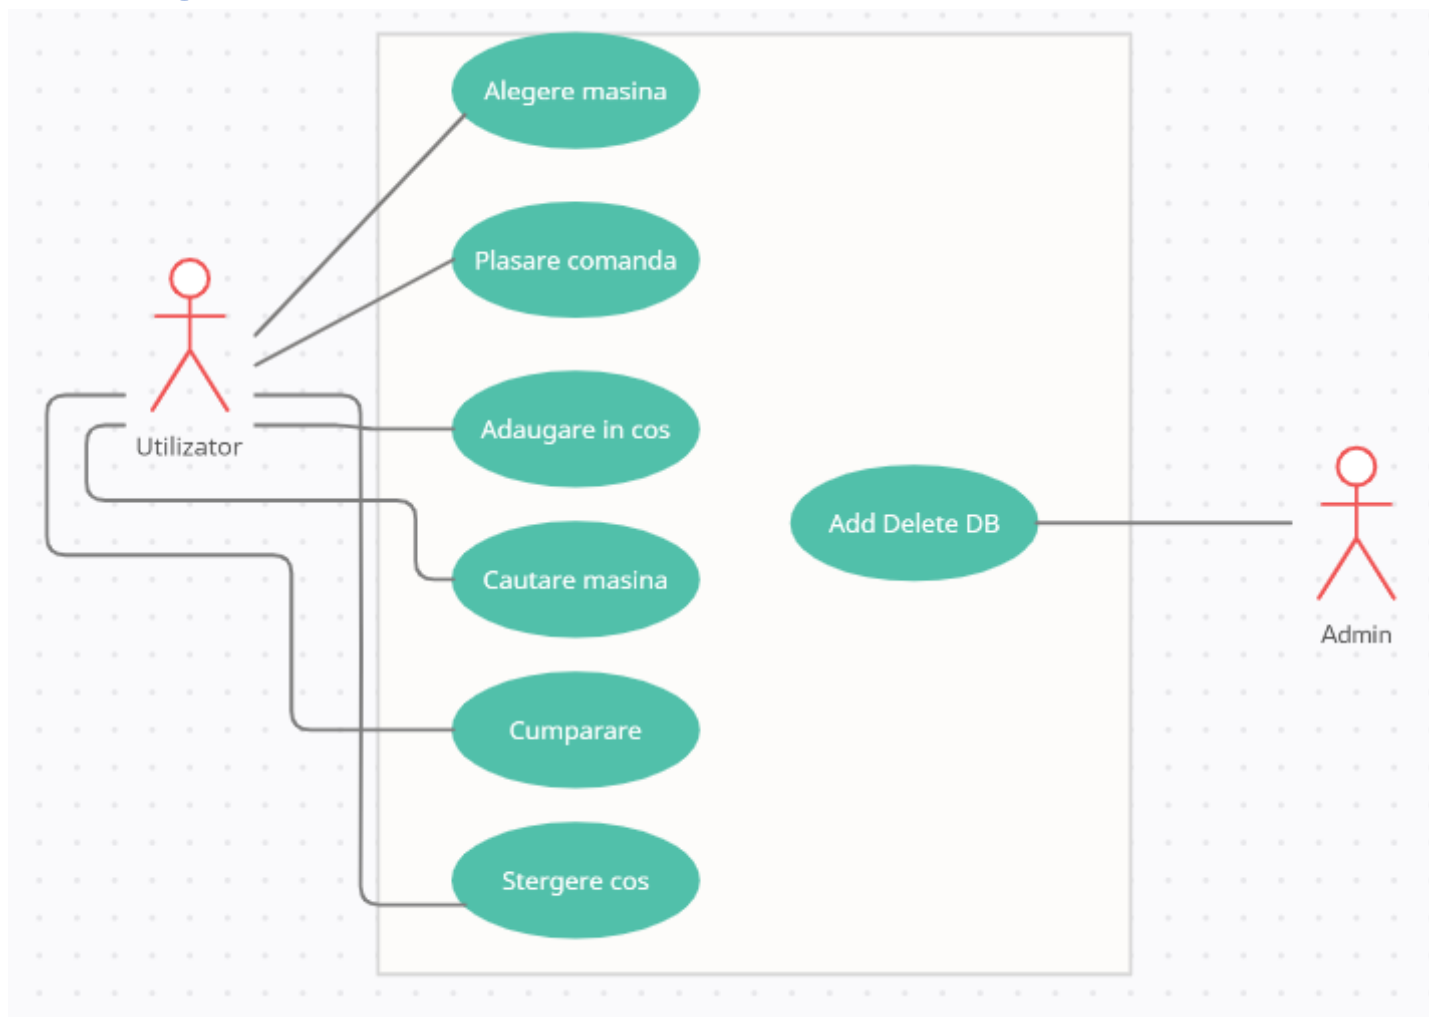 Alegere masina
Plasare comanda
Utilizator
Adaugare in cos
Add Delete DB
Cautare masina
Admin
Cumparare
Stergere cos